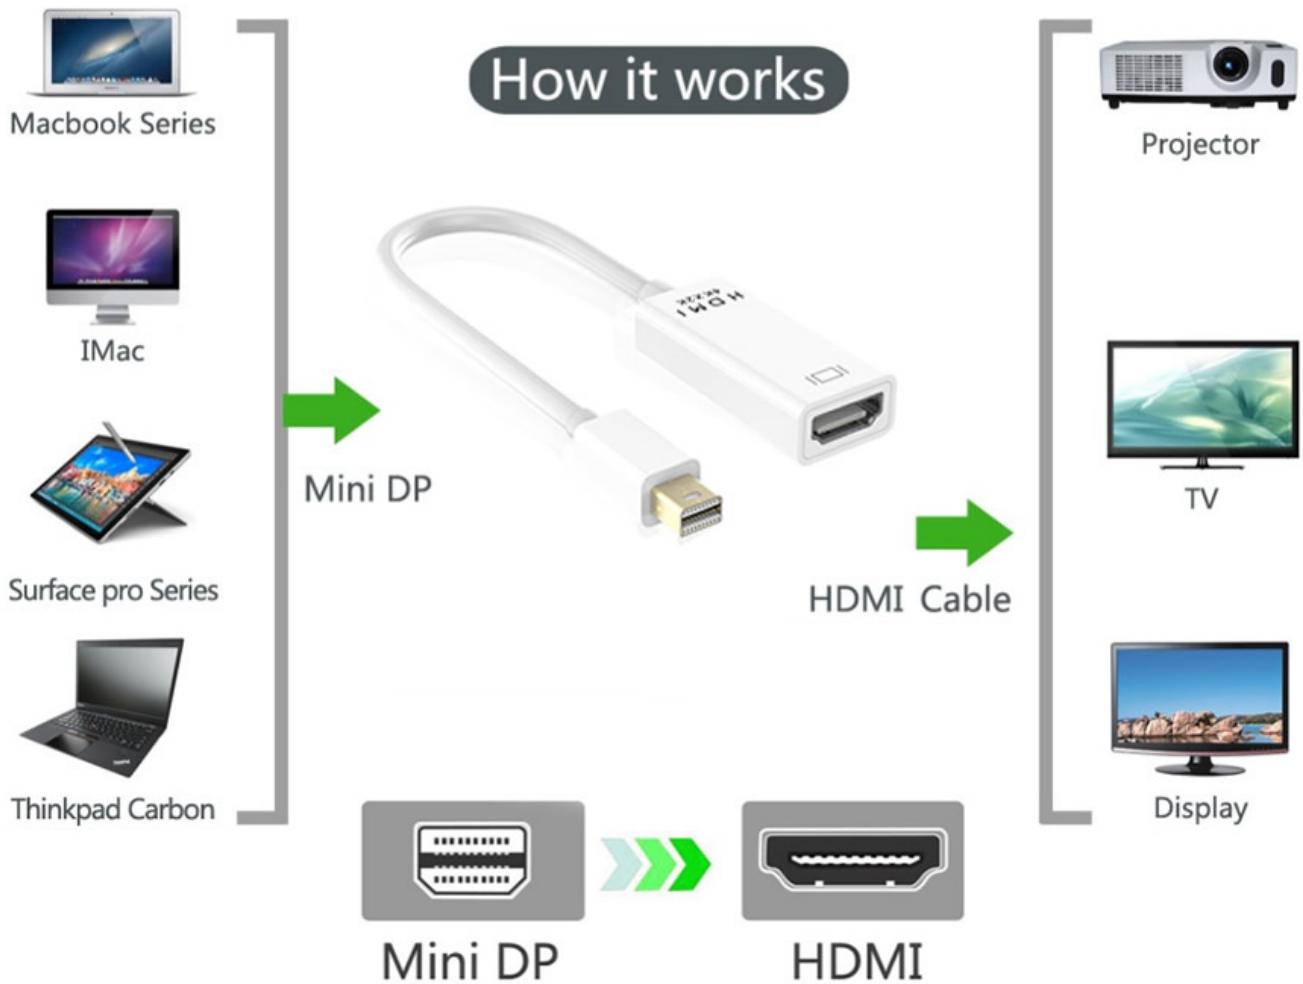 How it works
Macbook Series
IMac
Surface pro Series
Thinkpad Carbon
Mini DP
HDMI
4KX2K
HDMI Cable
Projector
TV
Display
Mini DP
HDMI